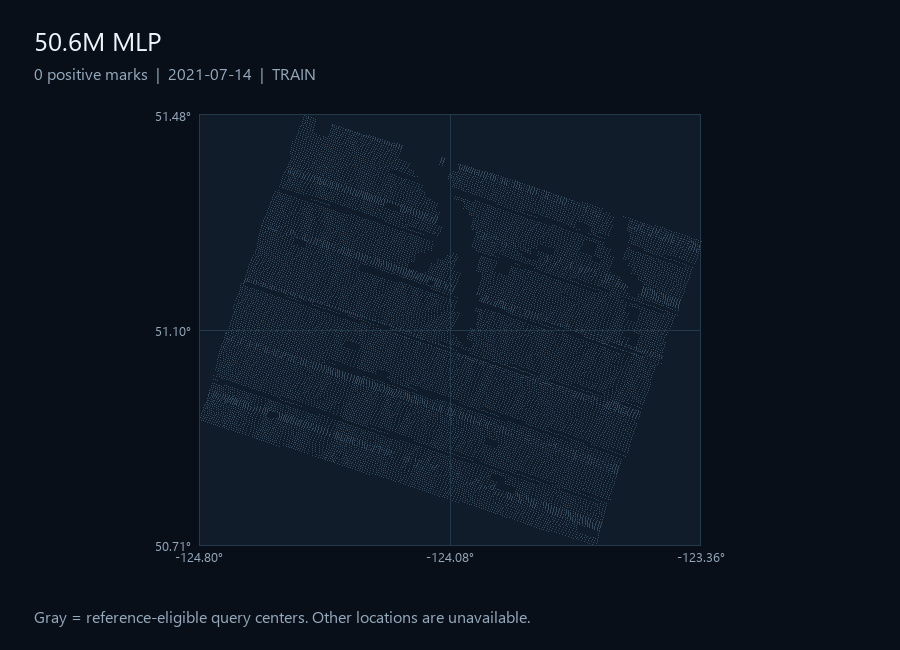 50.6M MLP
0 positive marks | 2021-07-14 | TRAIN
51.48°
51.10°
50.71°
-124.80°
-124.08°
-123.36°
Gray = reference-eligible query centers. Other locations are unavailable.